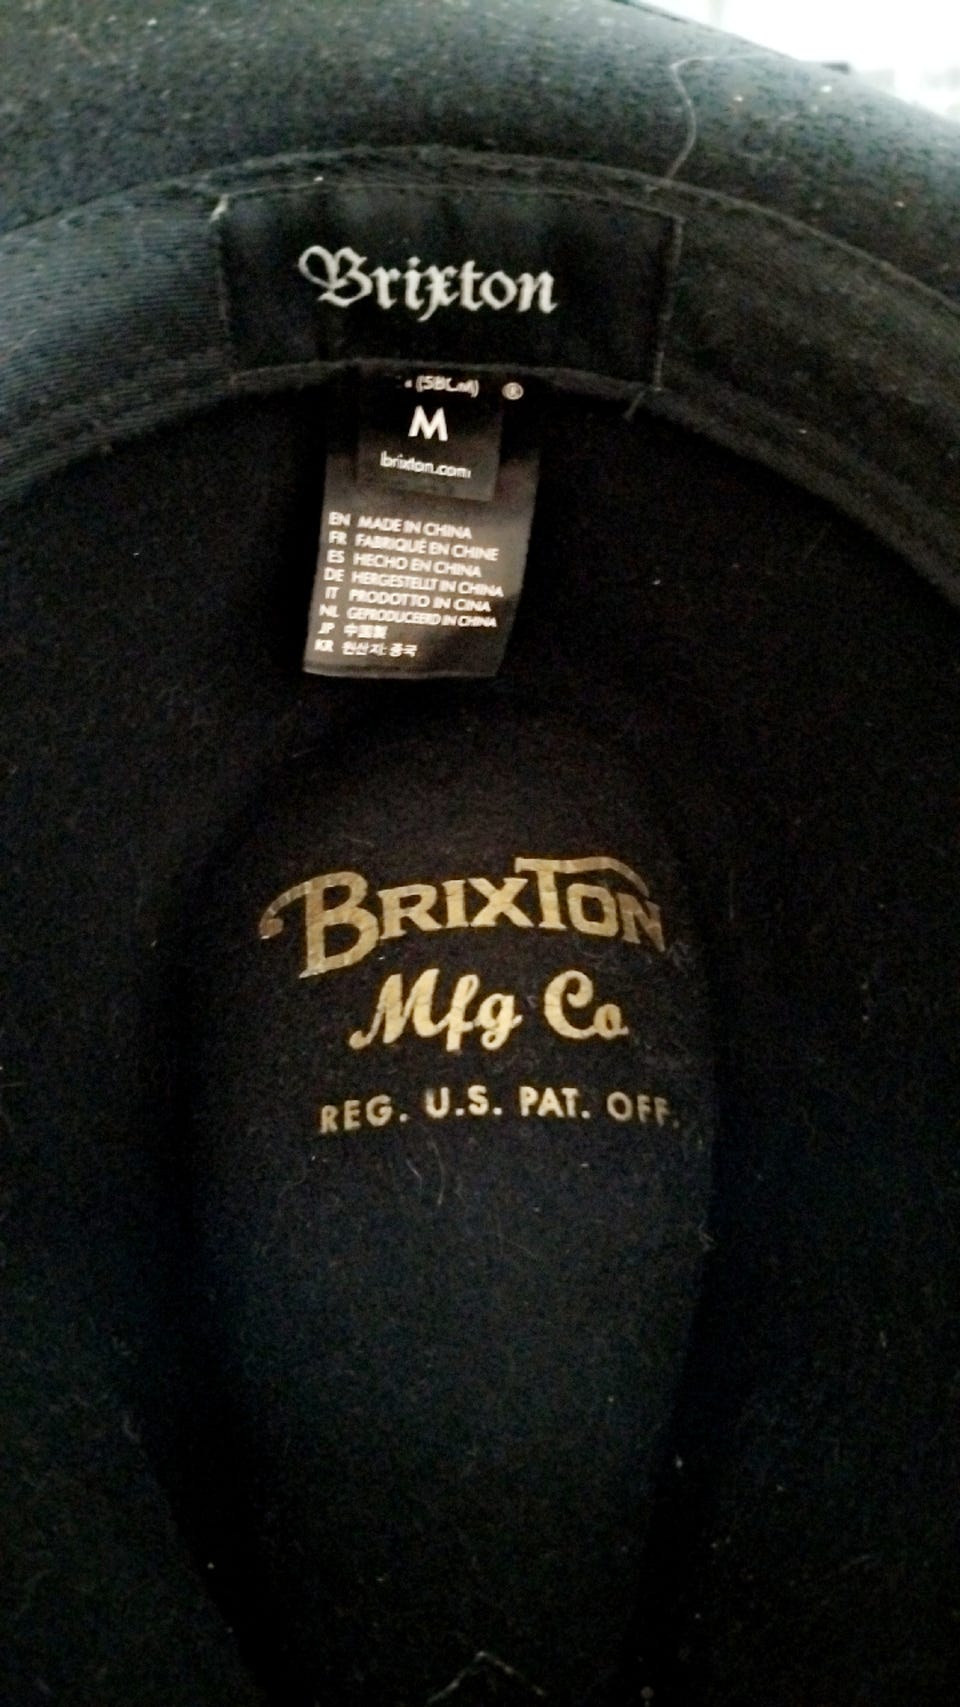 Brixton
(58CM) ®
M
brixton.com
EN MADE IN CHINA
FR FABRIQUÉ EN CHINE
ES HECHO EN CHINA
DE HERGESTELLT IN CHINA
IT PRODOTTO IN CINA
NL GEPRODUCEERD IN CHINA
JP 中国製
KR 원산지: 중국
BRIXTON
Mfg Co
REG. U.S. PAT. OFF.